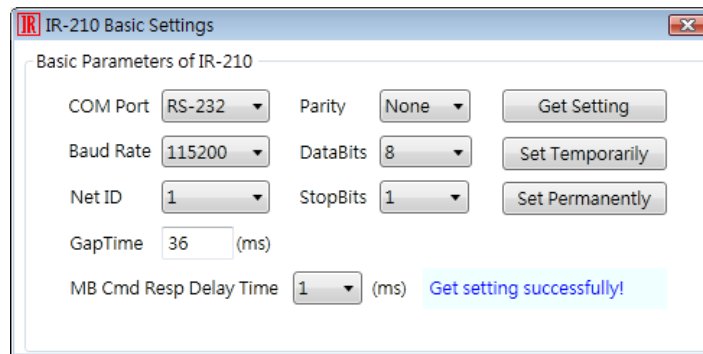 IR IR-210 Basic Settings
Basic Parameters of IR-210
COM Port RS-232 Parity None Get Setting
Baud Rate 115200 DataBits 8 Set Temporarily
Net ID 1 StopBits 1 Set Permanently
GapTime 36 (ms)
MB Cmd Resp Delay Time 1 (ms) Get setting successfully!